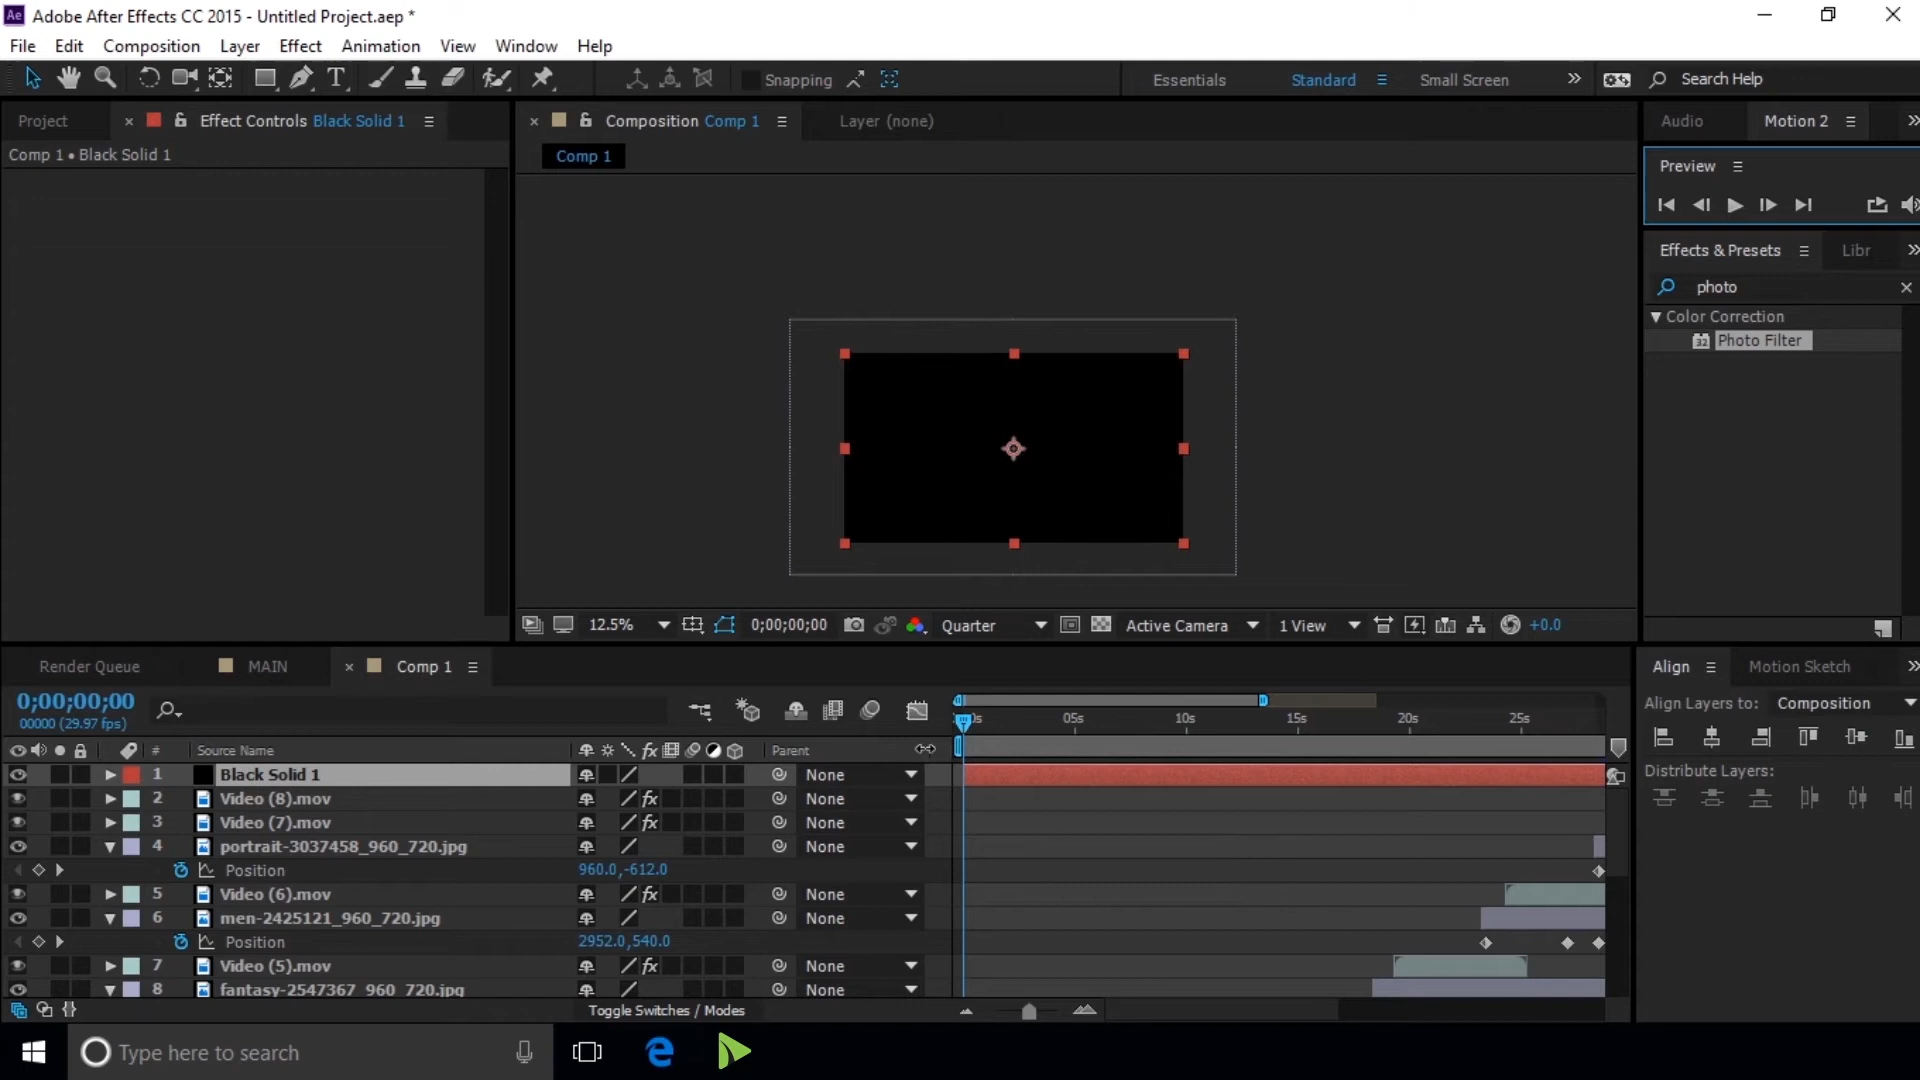 Ae Adobe After Effects CC 2015 - Untitled Project.aep *
File Edit Composition Layer Effect Animation View Window Help
Snapping Essentials Standard Small Screen Search Help
Project Effect Controls Black Solid 1 Composition Comp 1 Layer (none) Audio Motion 2
Comp 1 • Black Solid 1
Comp 1
Preview
Effects & Presets Libr
photo
Color Correction
32 Photo Filter
12.5% 0;00;00;00 Quarter Active Camera 1 View +0.0
Render Queue MAIN Comp 1 Align Motion Sketch
0;00;00;00
00000 (29.97 fps)
Align Layers to: Composition
0s 05s 10s 15s 20s 25s
# Source Name fx Parent
Distribute Layers:
1 Black Solid 1 None
2 Video (8).mov fx None
3 Video (7).mov fx None
4 portrait-3037458_960_720.jpg None
Position 960.0,-612.0
5 Video (6).mov fx None
6 men-2425121_960_720.jpg None
Position 2952.0,540.0
7 Video (5).mov fx None
8 fantasy-2547367_960_720.jpg None
Toggle Switches / Modes
Type here to search